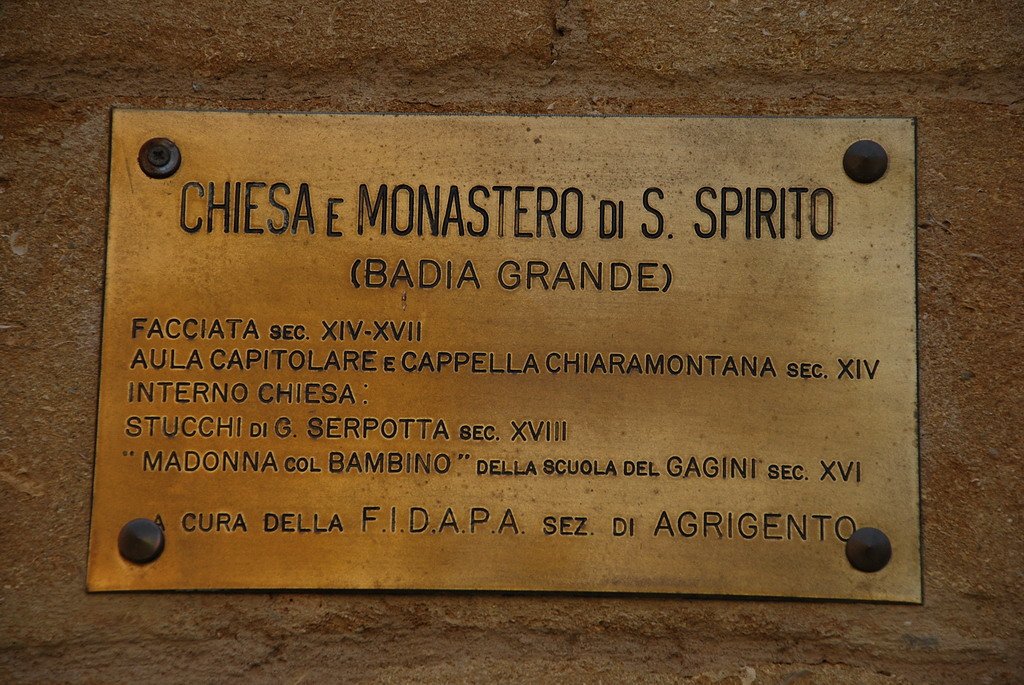 CHIESA E MONASTERO DI S. SPIRITO
(BADIA GRANDE)
FACCIATA SEC. XIV-XVII
AULA CAPITOLARE E CAPPELLA CHIARAMONTANA SEC. XIV
INTERNO CHIESA:
STUCCHI DI G. SERPOTTA SEC. XVIII
"MADONNA COL BAMBINO" DELLA SCUOLA DEL GAGINI SEC. XVI
A CURA DELLA F.I.D.A.P.A. SEZ. DI AGRIGENTO